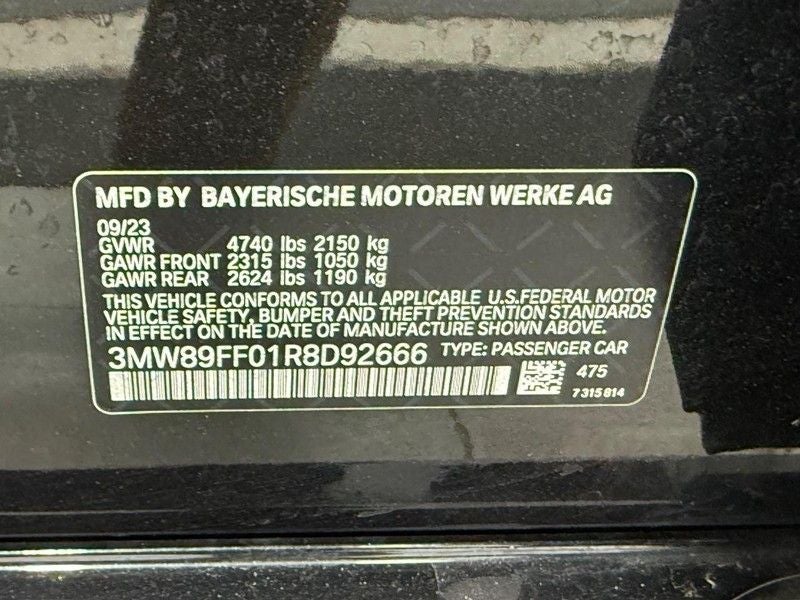 MFD BY BAYERISCHE MOTOREN WERKE AG
09/23
GVWR 4740 lbs 2150 kg
GAWR FRONT 2315 lbs 1050 kg
GAWR REAR 2624 lbs 1190 kg
THIS VEHICLE CONFORMS TO ALL APPLICABLE U.S.FEDERAL MOTOR
VEHICLE SAFETY, BUMPER AND THEFT PREVENTION STANDARDS
IN EFFECT ON THE DATE OF MANUFACTURE SHOWN ABOVE.
3MW89FF01R8D92666 TYPE: PASSENGER CAR
475
7 315 814